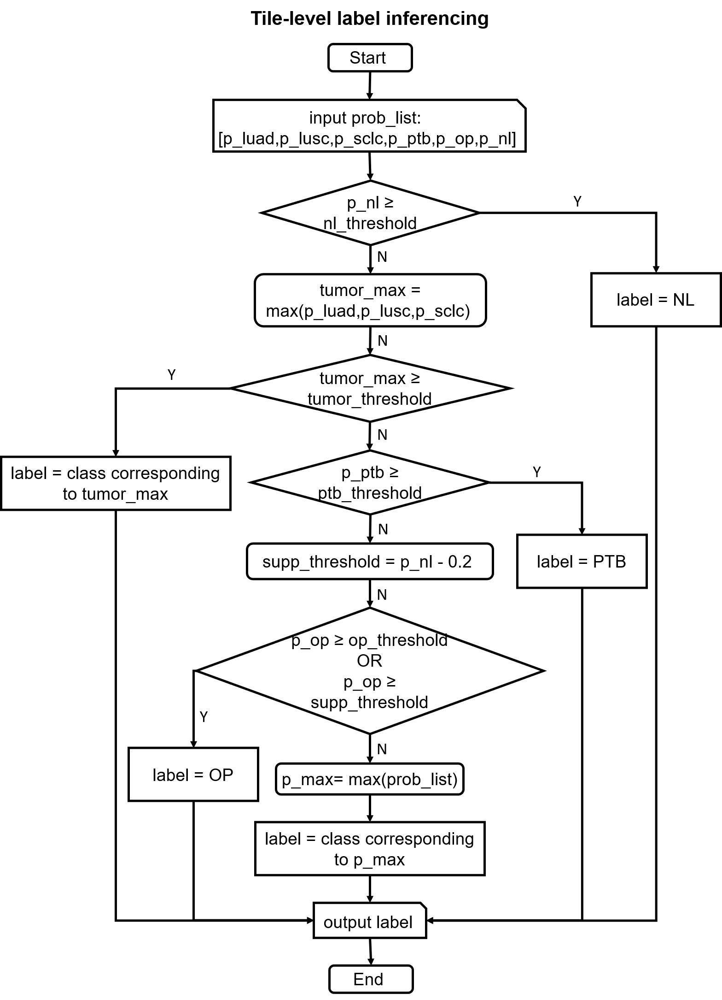 Tile-level label inferencing
Start
input prob_list:
[p_luad,p_lusc,p_sclc,p_ptb,p_op,p_nl]
p_nl ≥
nl_threshold
Y
N
tumor_max =
max(p_luad,p_lusc,p_sclc)
label = NL
N
tumor_max ≥
tumor_threshold
Y
N
label = class corresponding
to tumor_max
p_ptb ≥
ptb_threshold
Y
N
supp_threshold = p_nl - 0.2
label = PTB
N
p_op ≥ op_threshold
OR
p_op ≥
supp_threshold
Y
N
label = OP
p_max= max(prob_list)
label = class corresponding
to p_max
output label
End